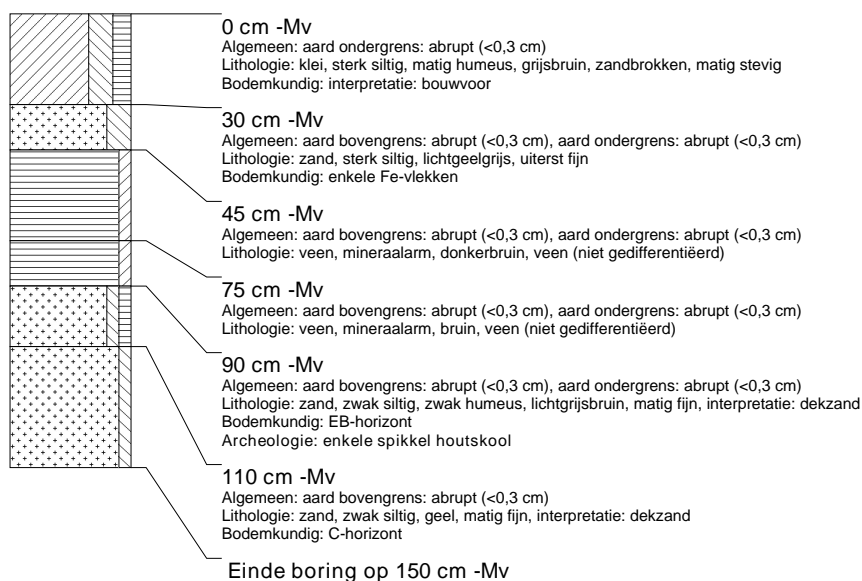 0 cm -Mv
Algemeen: aard ondergrens: abrupt (<0,3 cm)
Lithologie: klei, sterk siltig, matig humeus, grijsbruin, zandbrokken, matig stevig
Bodemkundig: interpretatie: bouwvoor
30 cm -Mv
Algemeen: aard bovengrens: abrupt (<0,3 cm), aard ondergrens: abrupt (<0,3 cm)
Lithologie: zand, sterk siltig, lichtgeelgrijs, uiterst fijn
Bodemkundig: enkele Fe-vlekken
45 cm -Mv
Algemeen: aard bovengrens: abrupt (<0,3 cm), aard ondergrens: abrupt (<0,3 cm)
Lithologie: veen, mineraalarm, donkerbruin, veen (niet gedifferentiëerd)
75 cm -Mv
Algemeen: aard bovengrens: abrupt (<0,3 cm), aard ondergrens: abrupt (<0,3 cm)
Lithologie: veen, mineraalarm, bruin, veen (niet gedifferentiëerd)
90 cm -Mv
Algemeen: aard bovengrens: abrupt (<0,3 cm), aard ondergrens: abrupt (<0,3 cm)
Lithologie: zand, zwak siltig, zwak humeus, lichtgrijsbruin, matig fijn, interpretatie: dekzand
Bodemkundig: EB-horizont
Archeologie: enkele spikkel houtskool
110 cm -Mv
Algemeen: aard bovengrens: abrupt (<0,3 cm)
Lithologie: zand, zwak siltig, geel, matig fijn, interpretatie: dekzand
Bodemkundig: C-horizont
Einde boring op 150 cm -Mv